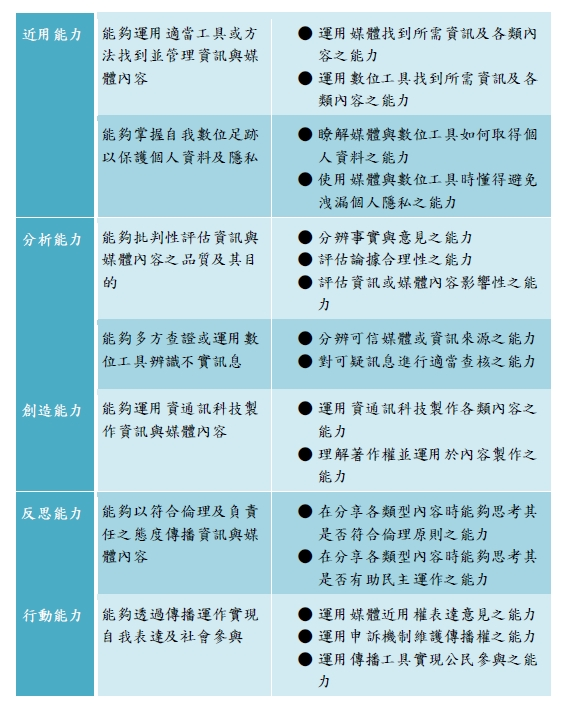 近用能力
能夠運用適當工具或方
法找到並管理資訊與媒
體內容
● 運用媒體找到所需資訊及各類內
容之能力
● 運用數位工具找到所需資訊及各
類內容之能力
能夠掌握自我數位足跡
以保護個人資料及隱私
● 瞭解媒體與數位工具如何取得個
人資料之能力
● 使用媒體與數位工具時懂得避免
洩漏個人隱私之能力
分析能力
能夠批判性評估資訊與
媒體內容之品質及其目
的
● 分辨事實與意見之能力
● 評估論據合理性之能力
● 評估資訊或媒體內容影響性之能
力
能夠多方查證或運用數
位工具辨識不實訊息
● 分辨可信媒體或資訊來源之能力
● 對可疑訊息進行適當查核之能力
創造能力
能夠運用資通訊科技製
作資訊與媒體內容
● 運用資通訊科技製作各類內容之
能力
● 理解著作權並運用於內容製作之
能力
反思能力
能夠以符合倫理及負責
任之態度傳播資訊與媒
體內容
● 在分享各類型內容時能夠思考其
是否符合倫理原則之能力
● 在分享各類型內容時能夠思考其
是否有助民主運作之能力
行動能力
能夠透過傳播運作實現
自我表達及社會參與
● 運用媒體近用權表達意見之能力
● 運用申訴機制維護傳播權之能力
● 運用傳播工具實現公民參與之能
力